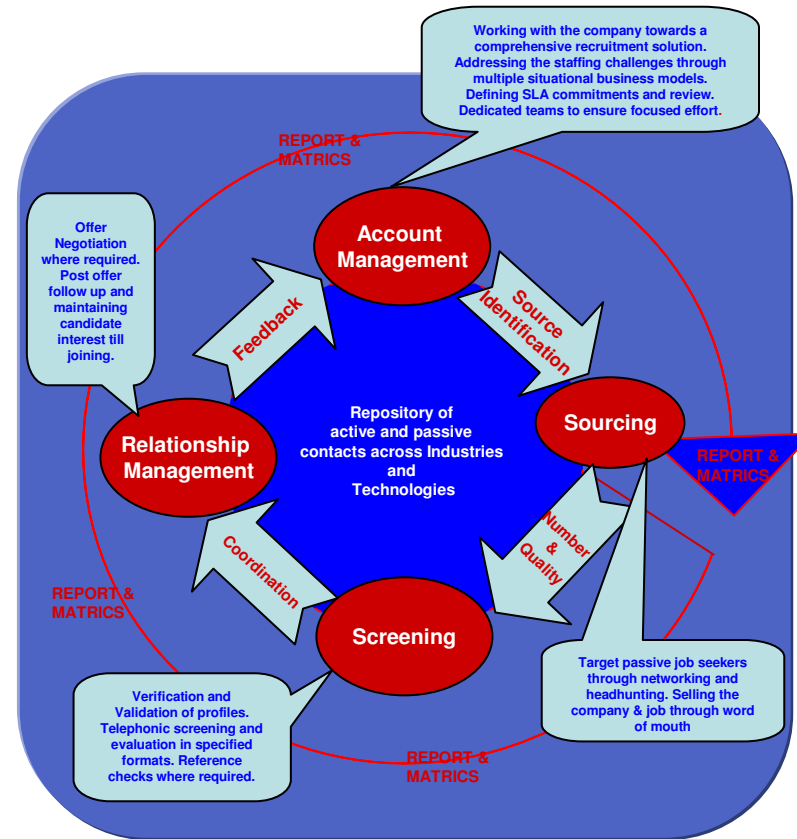 Working with the company towards a
comprehensive recruitment solution.
Addressing the staffing challenges through
multiple situational business models.
Defining SLA commitments and review.
Dedicated teams to ensure focused effort.
REPORT &
MATRICS
Account
Management
Offer
Negotiation
where required.
Post offer
follow up and
maintaining
candidate
interest till
joining.
Feedback
Source
Identification
Repository of
active and passive
contacts across Industries
and
Technologies
Sourcing
Relationship
Management
REPORT &
MATRICS
Number
&
Quality
Coordination
REPORT &
MATRICS
Screening
Target passive job seekers
through networking and
headhunting. Selling the
company & job through word
of mouth
Verification and
Validation of profiles.
Telephonic screening and
evaluation in specified
formats. Reference
checks where required.
REPORT &
MATRICS